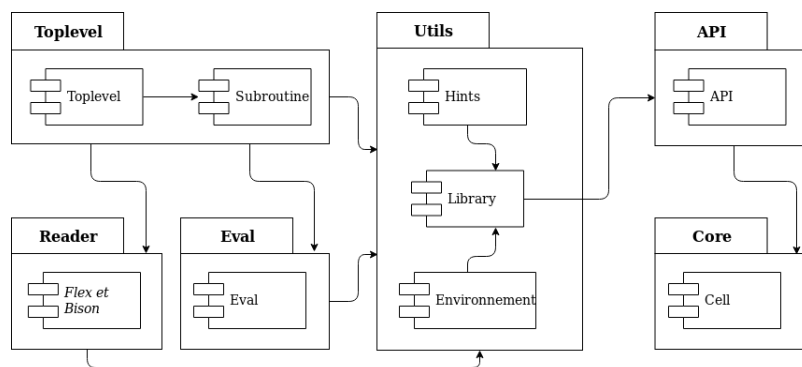 Toplevel
Utils
API
Toplevel
Subroutine
Hints
API
Library
Reader
Eval
Core
Flex et
Bison
Eval
Environnement
Cell